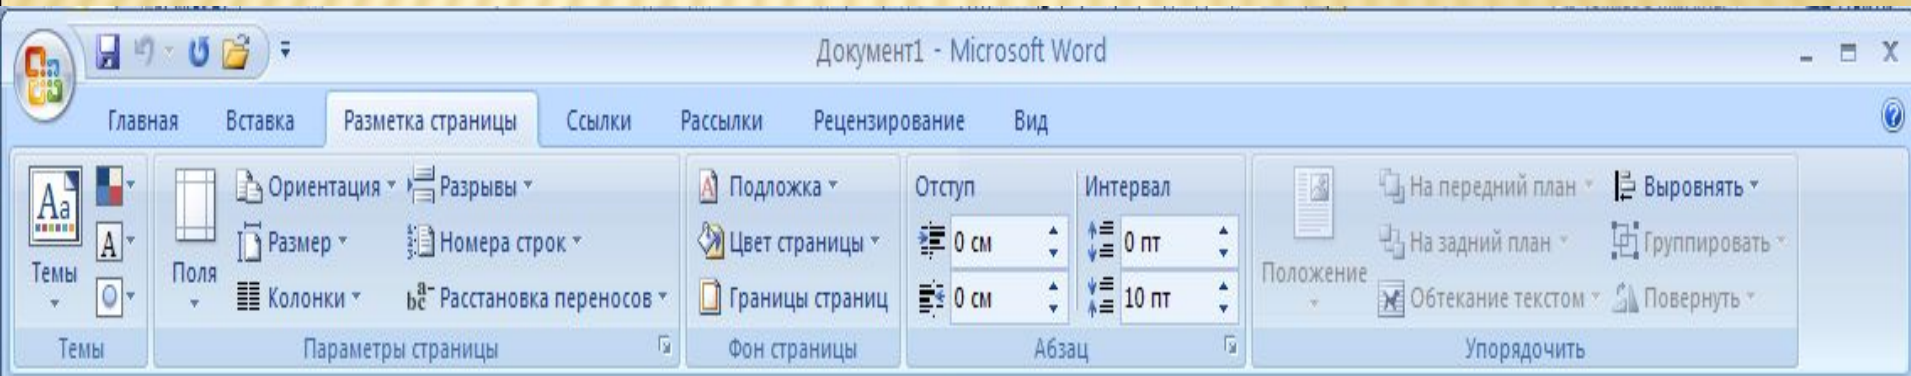 Документ1 - Microsoft Word
Главная Вставка Разметка страницы Ссылки Рассылки Рецензирование Вид
Aa Ориентация Разрывы Подложка Отступ Интервал На передний план Выровнять
A Размер Номера строк Цвет страницы 0 см 0 пт На задний план Группировать
Темы Поля Колонки Расстановка переносов Границы страниц 0 см 10 пт Положение Обтекание текстом Повернуть
Темы Параметры страницы Фон страницы Абзац Упорядочить